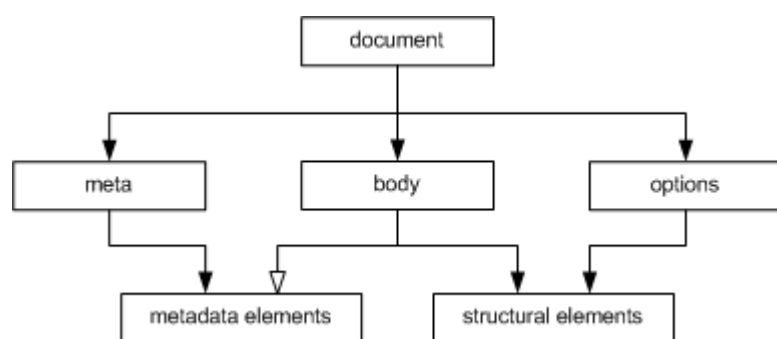 document
meta
body
options
metadata elements
structural elements